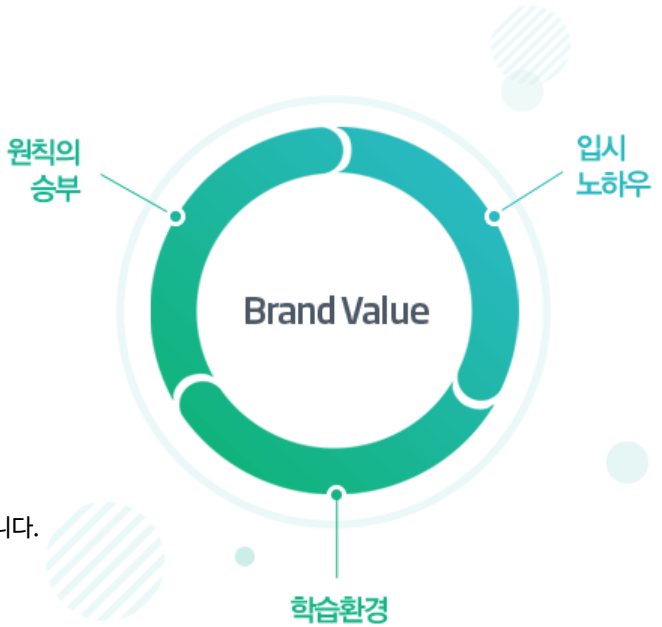 원칙의
승부
입시
노하우
Brand Value
니다.
학습환경